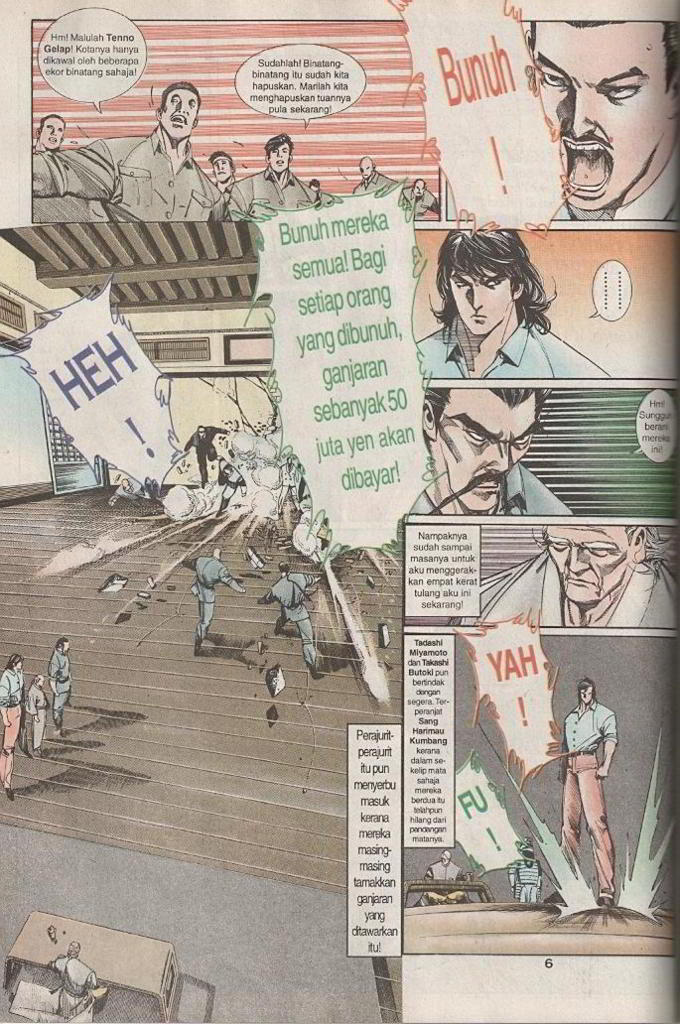 Hm! Malulah Tenno
Gelap! Kotanya hanya
dikawal oleh beberapa
ekor binatang sahaja!
Sudahlah! Binatang-
binatang itu sudah kita
hapuskan. Marilah kita
menghapuskan tuannya
pula sekarang!
Bunuh
!
Bunuh mereka
semua! Bagi
setiap orang
yang dibunuh,
ganjaran
sebanyak 50
juta yen akan
dibayar!
HEH
!
Hm!
Sungguh
berani
mereka
ini!
Nampaknya
sudah sampai
masanya untuk
aku menggerak-
kan empat kerat
tulang aku ini
sekarang!
Perajurit-
perajurit
itu pun
menyerbu
masuk
kerana
mereka
masing-
masing
tamakkan
ganjaran
yang
ditawarkan
itu!
Tadashi
Miyamoto
dan Takashi
Butoki pun
bertindak
dengan
segera. Ter-
peranjat
Sang
Harimau
Kumbang
kerana
dalam se-
kelip mata
sahaja
mereka
berdua itu
telahpun
hilang dari
pandangan
matanya.
YAH
!
FU
!
6